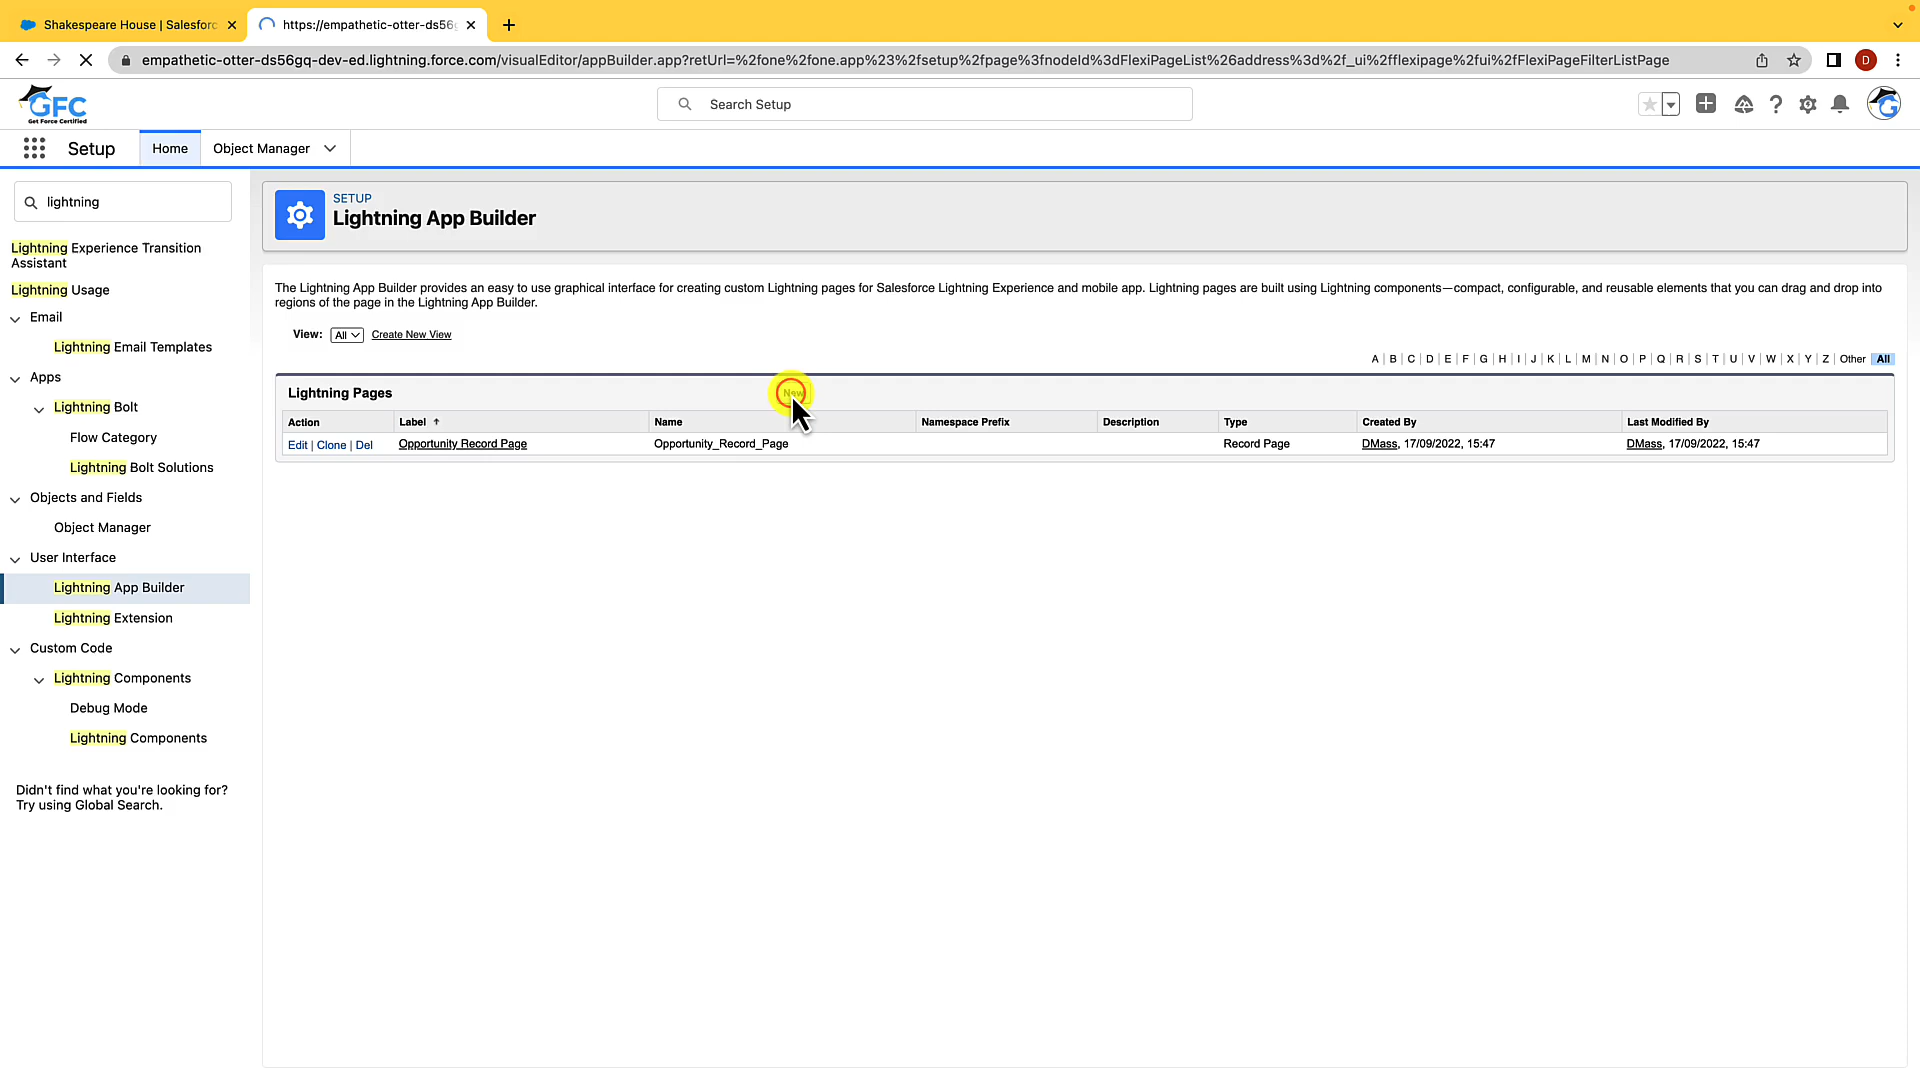 Shakespeare House | Salesforc
https://empathetic-otter-ds56g
empathetic-otter-ds56gq-dev-ed.lightning.force.com/visualEditor/appBuilder.app?retUrl=%2fone%2fone.app%23%2fsetup%2fpage%3fnodeId%3dFlexiPageList%26address%3d%2f_ui%2fflexipage%2fui%2fFlexiPageFilterListPage
D
GFC
Get Force Certified
Search Setup
Setup
Home
Object Manager
lightning
Lightning Experience Transition
Assistant
Lightning Usage
Email
Lightning Email Templates
Apps
Lightning Bolt
Flow Category
Lightning Bolt Solutions
Objects and Fields
Object Manager
User Interface
Lightning App Builder
Lightning Extension
Custom Code
Lightning Components
Debug Mode
Lightning Components
Didn't find what you're looking for?
Try using Global Search.
SETUP
Lightning App Builder
The Lightning App Builder provides an easy to use graphical interface for creating custom Lightning pages for Salesforce Lightning Experience and mobile app. Lightning pages are built using Lightning components—compact, configurable, and reusable elements that you can drag and drop into
regions of the page in the Lightning App Builder.
View: All Create New View
A | B | C | D | E | F | G | H | I | J | K | L | M | N | O | P | Q | R | S | T | U | V | W | X | Y | Z | Other All
Lightning Pages New
Action Label Name Namespace Prefix Description Type Created By Last Modified By
Edit | Clone | Del Opportunity Record Page Opportunity_Record_Page Record Page DMass, 17/09/2022, 15:47 DMass, 17/09/2022, 15:47